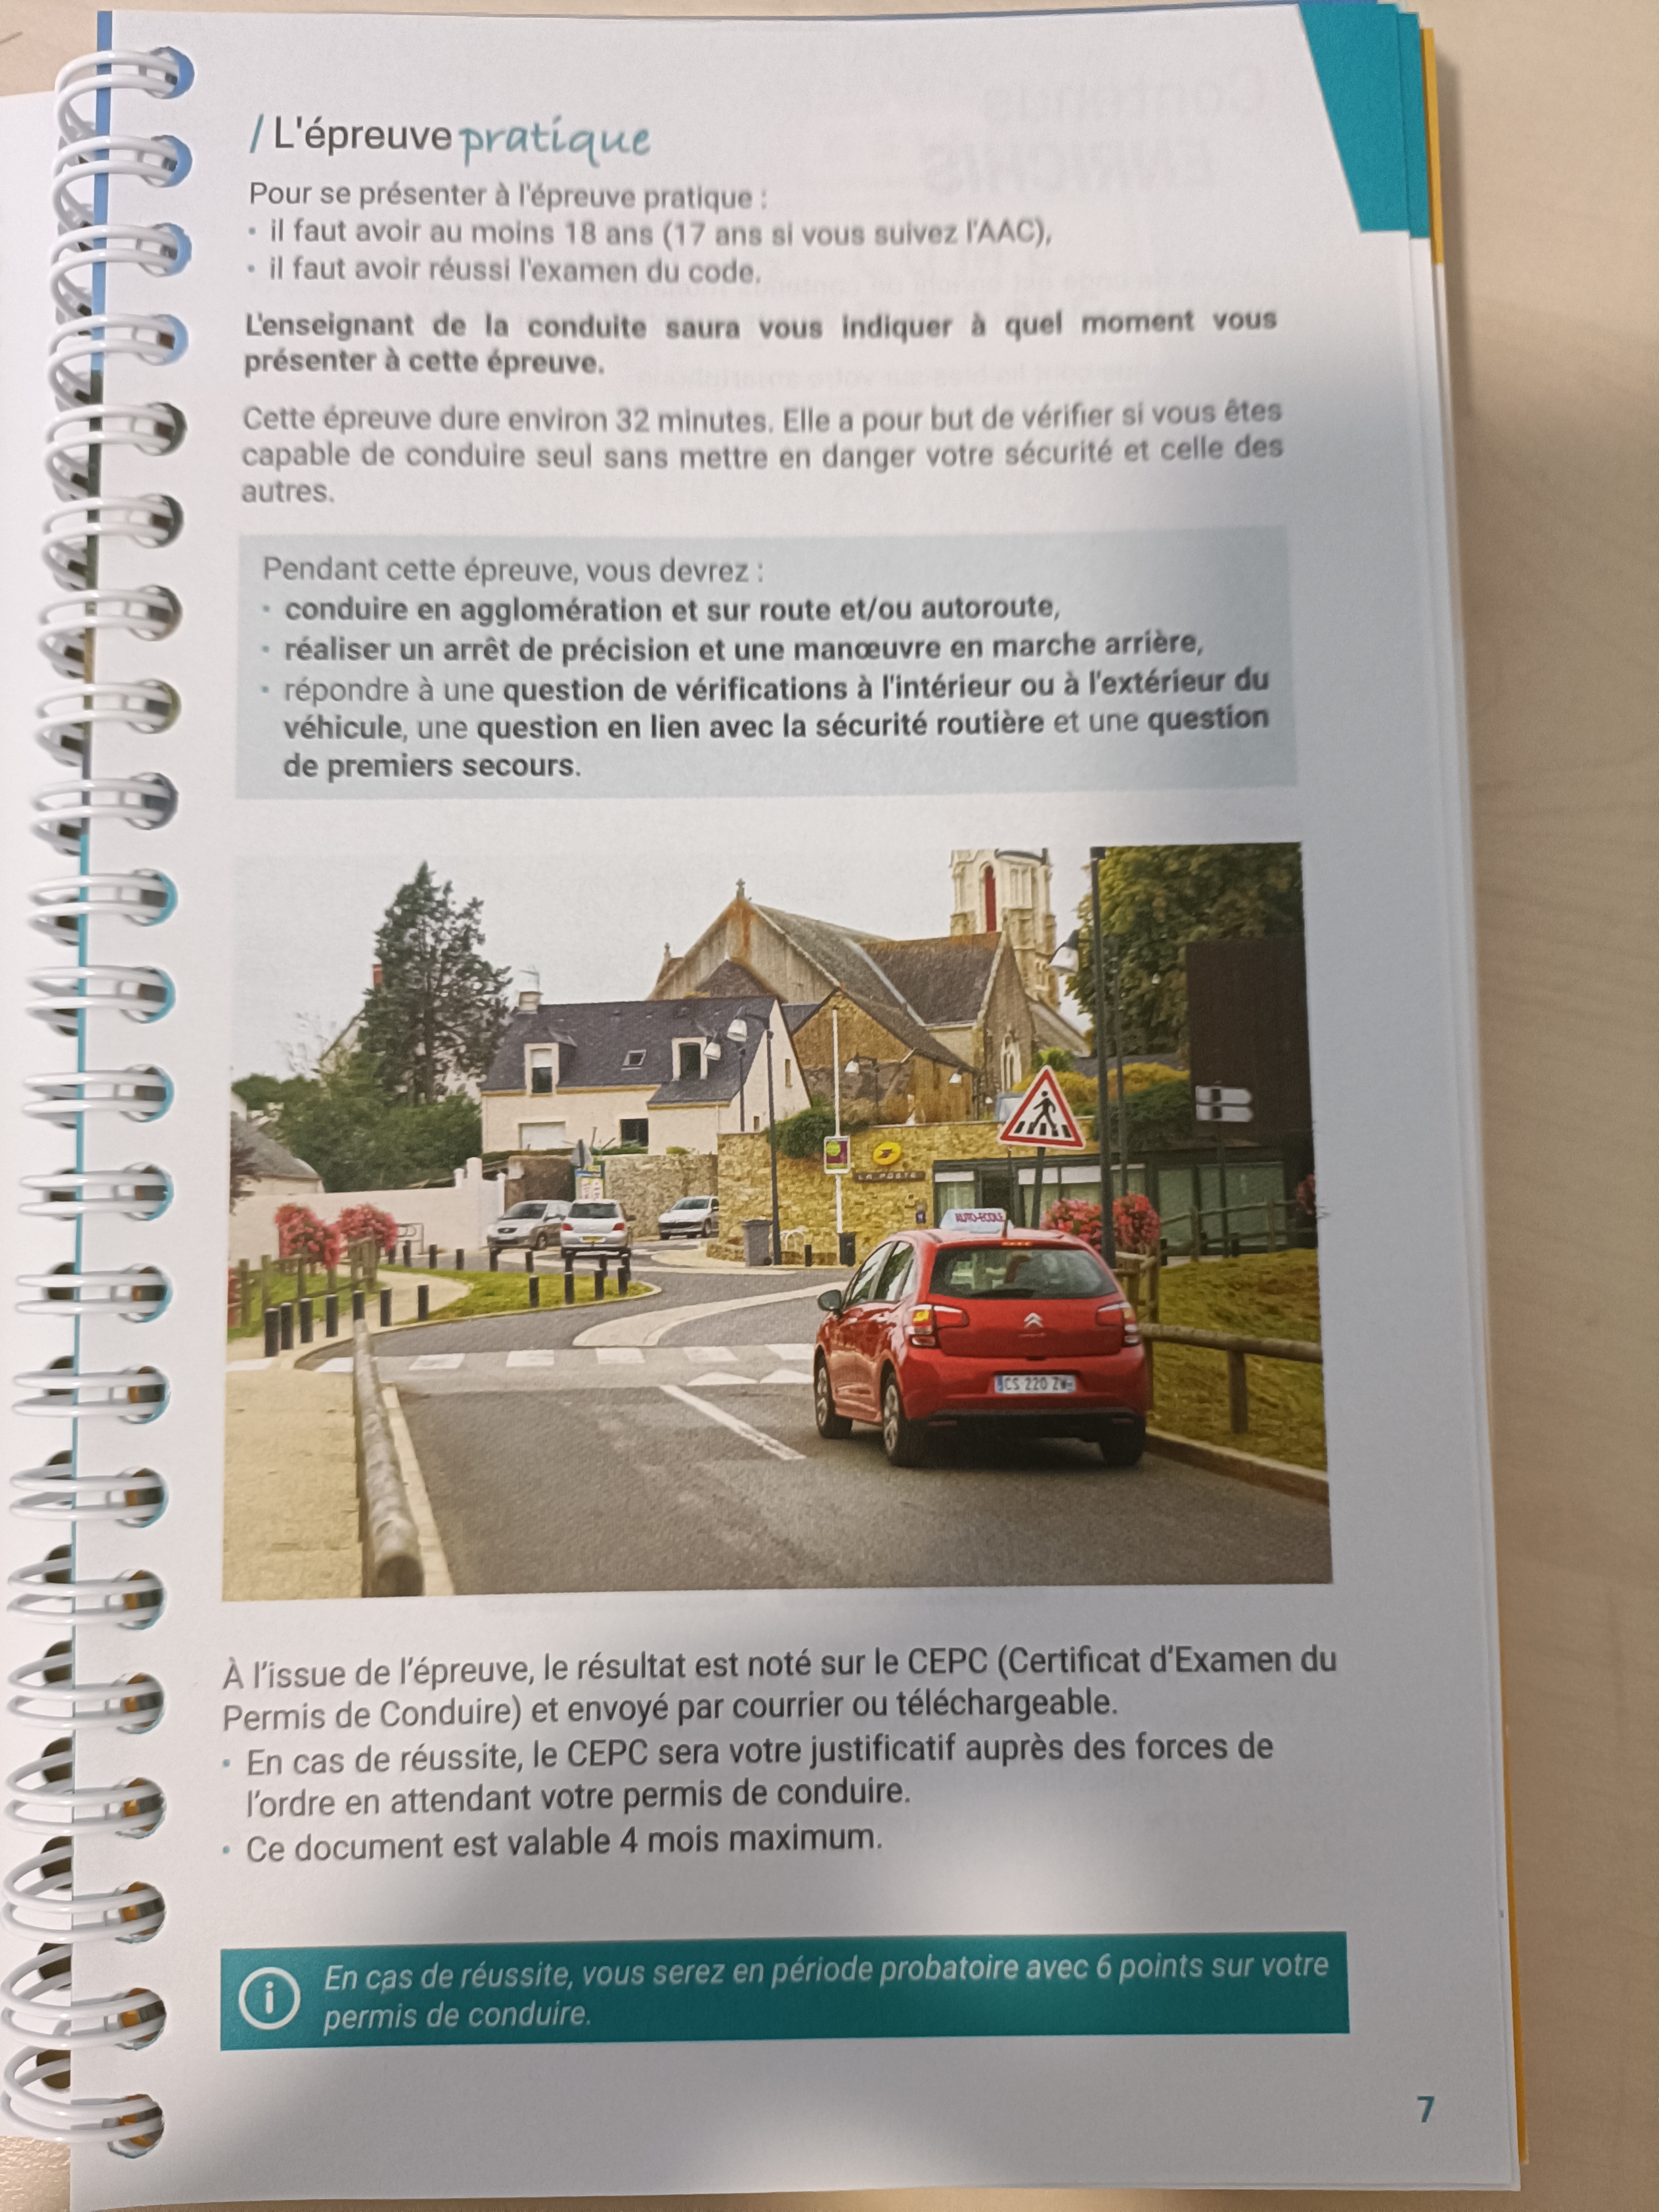 / L'épreuve pratique
Pour se présenter à l'épreuve pratique :
• il faut avoir au moins 18 ans (17 ans si vous suivez l'AAC),
• il faut avoir réussi l'examen du code.
L'enseignant de la conduite saura vous indiquer à quel moment vous
présenter à cette épreuve.
Cette épreuve dure environ 32 minutes. Elle a pour but de vérifier si vous êtes
capable de conduire seul sans mettre en danger votre sécurité et celle des
autres.
Pendant cette épreuve, vous devrez :
• conduire en agglomération et sur route et/ou autoroute,
• réaliser un arrêt de précision et une manœuvre en marche arrière,
• répondre à une question de vérifications à l'intérieur ou à l'extérieur du
véhicule, une question en lien avec la sécurité routière et une question
de premiers secours.
LA POSTE
AUTO-ECOLE
CS 220 ZW
À l'issue de l'épreuve, le résultat est noté sur le CEPC (Certificat d'Examen du
Permis de Conduire) et envoyé par courrier ou téléchargeable.
• En cas de réussite, le CEPC sera votre justificatif auprès des forces de
l'ordre en attendant votre permis de conduire.
• Ce document est valable 4 mois maximum.
i En cas de réussite, vous serez en période probatoire avec 6 points sur votre
permis de conduire.
7